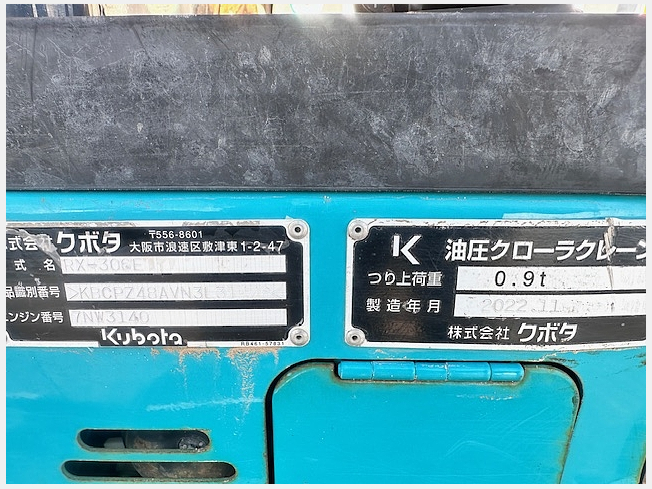 式会社クボタ
〒556-8601
大阪市浪速区敷津東1-2-47
式 名 RX-306E
品識別番号
エンジン番号 7NW3140
Kubota
RB461-57831
K 油圧クローラクレーン
つり上荷重 0.9t
製造年月 2022.11
株式会社クボタ